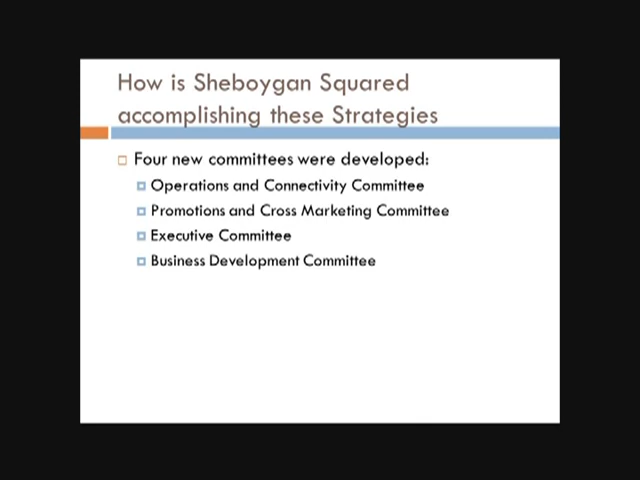 How is Sheboygan Squared
accomplishing these Strategies
Four new committees were developed:
Operations and Connectivity Committee
Promotions and Cross Marketing Committee
Executive Committee
Business Development Committee